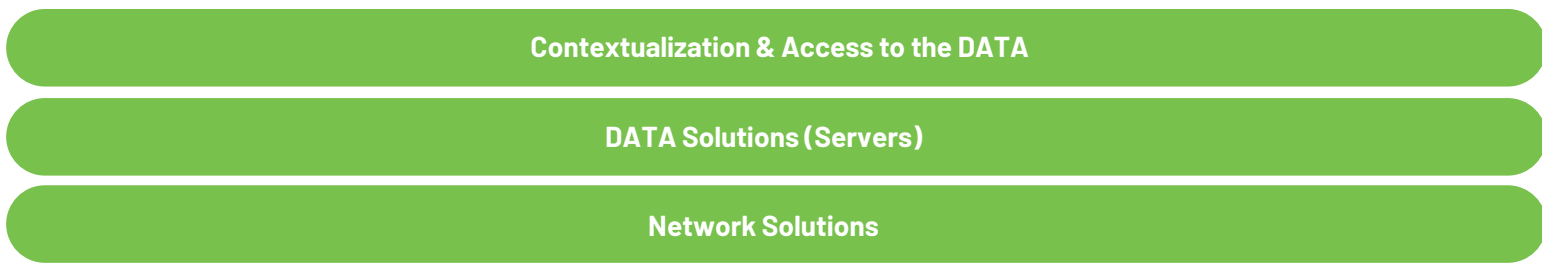 Contextualization & Access to the DATA
DATA Solutions (Servers)
Network Solutions